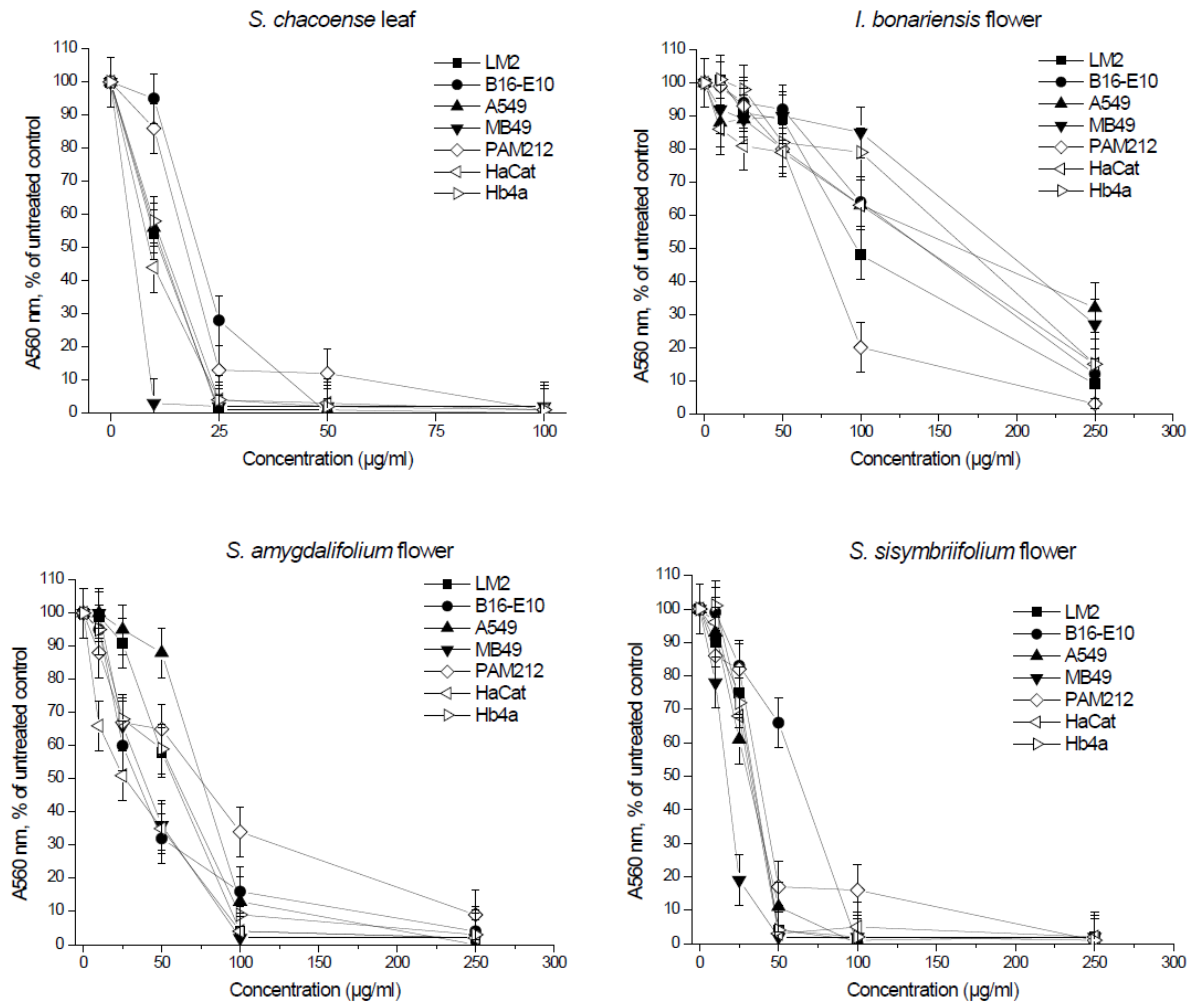 S. chacoense leaf
110
100
90
80
70
60
50
40
30
20
10
0
A560 nm, % of untreated control
LM2
B16-E10
A549
MB49
PAM212
HaCat
Hb4a
0 25 50 75 100
Concentration (µg/ml)
I. bonariensis flower
110
100
90
80
70
60
50
40
30
20
10
0
A560 nm, % of untreated control
LM2
B16-E10
A549
MB49
PAM212
HaCat
Hb4a
0 50 100 150 200 250 300
Concentration (µg/ml)
S. amygdalifolium flower
110
100
90
80
70
60
50
40
30
20
10
0
A560 nm, % of untreated control
LM2
B16-E10
A549
MB49
PAM212
HaCat
Hb4a
0 50 100 150 200 250 300
Concentration (µg/ml)
S. sisymbriifolium flower
110
100
90
80
70
60
50
40
30
20
10
0
A560 nm, % of untreated control
LM2
B16-E10
A549
MB49
PAM212
HaCat
Hb4a
0 50 100 150 200 250 300
Concentration (µg/ml)